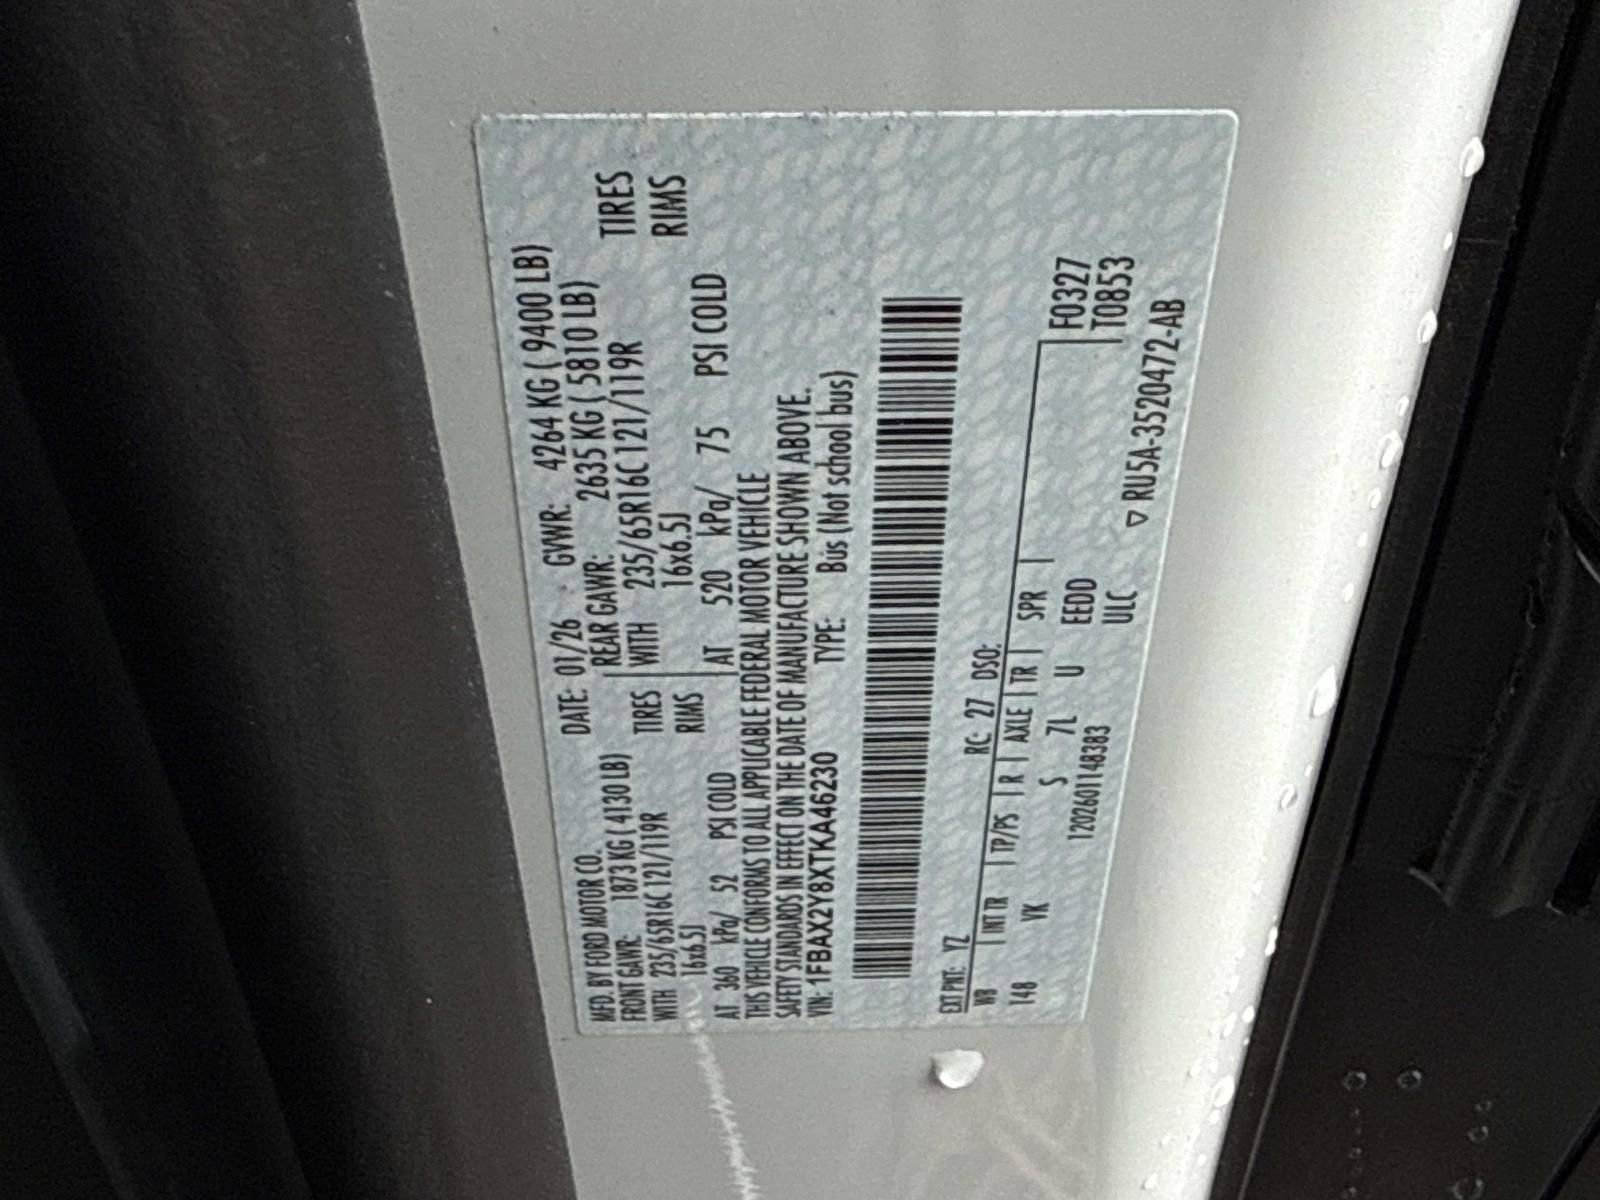 MFD. BY FORD MOTOR CO. DATE: 01/26 GVWR: 4264 KG ( 9400 LB)
FRONT GAWR: 1873 KG ( 4130 LB) REAR GAWR: 2635 KG ( 5810 LB)
WITH 235/65R16C 121/119R TIRES WITH 235/65R16C 121/119R TIRES
16x6.5J RIMS 16x6.5J RIMS
AT 360 kPa/ 52 PSI COLD AT 520 kPa/ 75 PSI COLD
THIS VEHICLE CONFORMS TO ALL APPLICABLE FEDERAL MOTOR VEHICLE
SAFETY STANDARDS IN EFFECT ON THE DATE OF MANUFACTURE SHOWN ABOVE.
VIN: 1FBAX2Y8XTKA46230 TYPE: Bus (Not school bus)
EXT PNT: YZ RC: 27 DSO:
WB INT TR TP/PS R AXLE TR SPR F0327
148 VK S 7L U EEDD T0853
1202601148383 ULC
▽ RU5A-3520472-AB